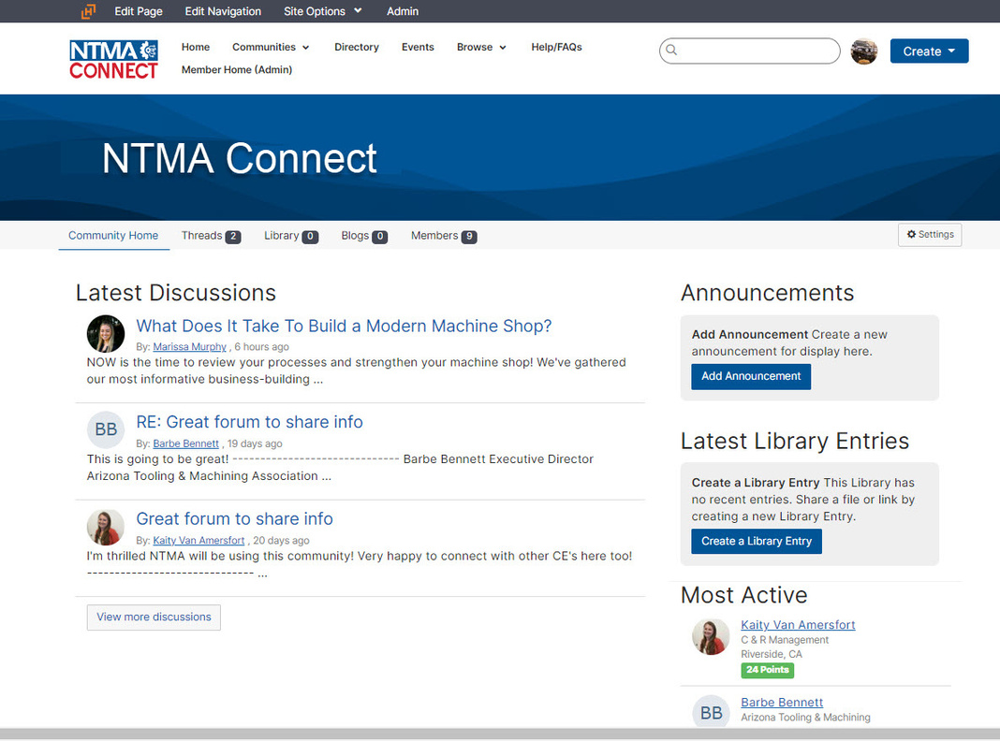 Edit Page Edit Navigation Site Options Admin
NTMA
CONNECT
Home Communities Directory Events Browse Help/FAQs
Member Home (Admin)
Create
NTMA Connect
Community Home Threads 2 Library 0 Blogs 0 Members 9 Settings
Latest Discussions
What Does It Take To Build a Modern Machine Shop?
By: Marissa Murphy , 6 hours ago
NOW is the time to review your processes and strengthen your machine shop! We've gathered
our most informative business-building ...
BB
RE: Great forum to share info
By: Barbe Bennett , 19 days ago
This is going to be great! ------------------------------ Barbe Bennett Executive Director
Arizona Tooling & Machining Association ...
Great forum to share info
By: Kaity Van Amersfort , 20 days ago
I'm thrilled NTMA will be using this community! Very happy to connect with other CE's here too!
------------------------------ ...
View more discussions
Announcements
Add Announcement Create a new
announcement for display here.
Add Announcement
Latest Library Entries
Create a Library Entry This Library has
no recent entries. Share a file or link by
creating a new Library Entry.
Create a Library Entry
Most Active
Kaity Van Amersfort
C & R Management
Riverside, CA
24 Points
BB
Barbe Bennett
Arizona Tooling & Machining